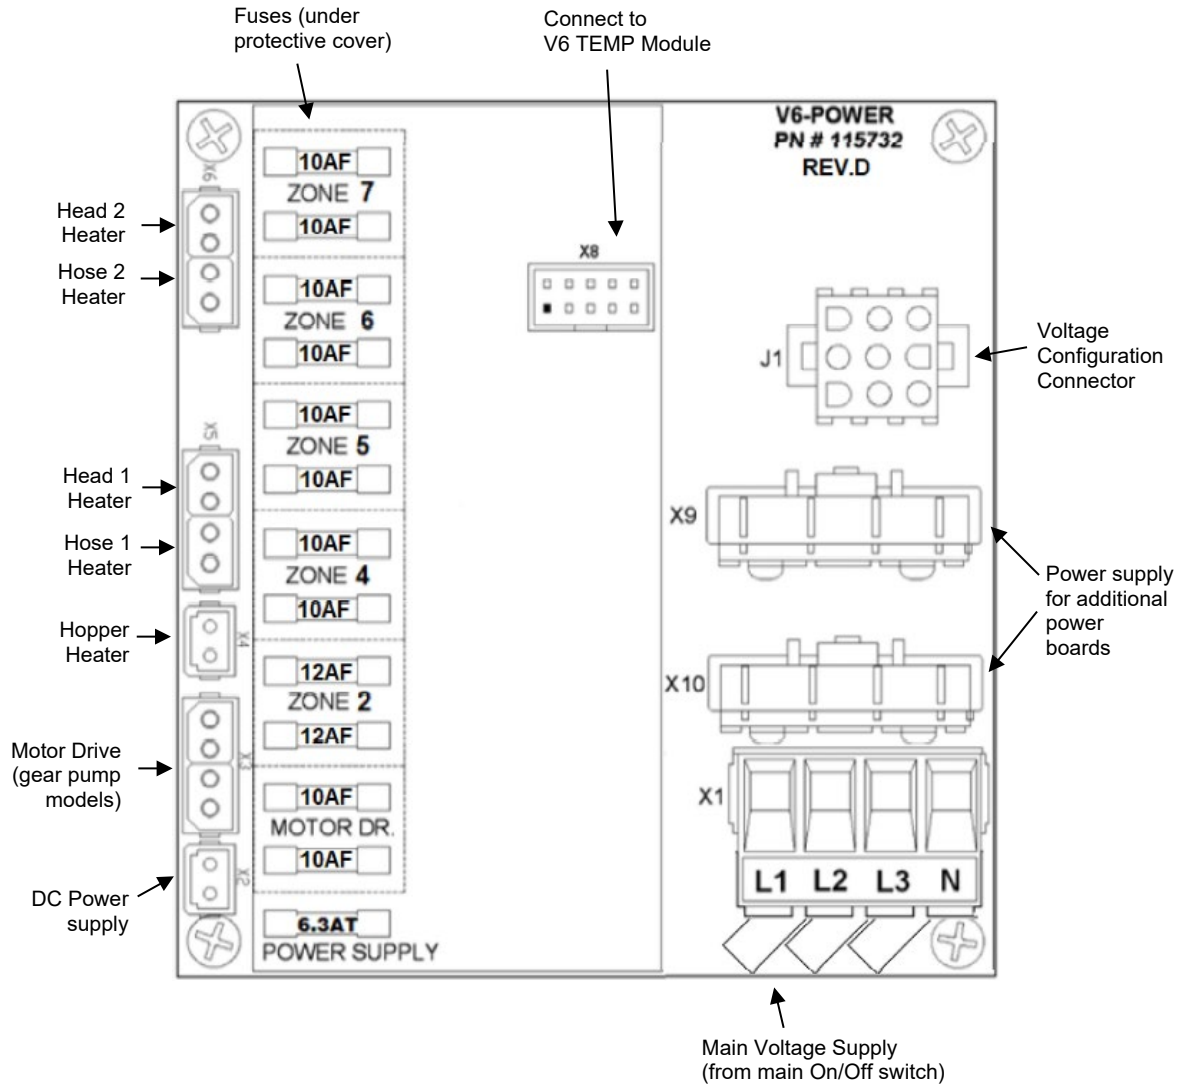 Fuses (under
protective cover)
Connect to
V6 TEMP Module
V6-POWER
PN # 115732
REV.D
X6
10AF
ZONE 7
10AF
Head 2
Heater
Hose 2
Heater
X8
10AF
ZONE 6
10AF
J1
Voltage
Configuration
Connector
X5
10AF
ZONE 5
10AF
Head 1
Heater
Hose 1
Heater
X9
10AF
ZONE 4
10AF
Power supply
for additional
power
boards
Hopper
Heater
X4
12AF
ZONE 2
12AF
X10
Motor Drive
(gear pump
models)
X3
10AF
MOTOR DR.
10AF
X1
L1 L2 L3 N
DC Power
supply
X2
6.3AT
POWER SUPPLY
Main Voltage Supply
(from main On/Off switch)